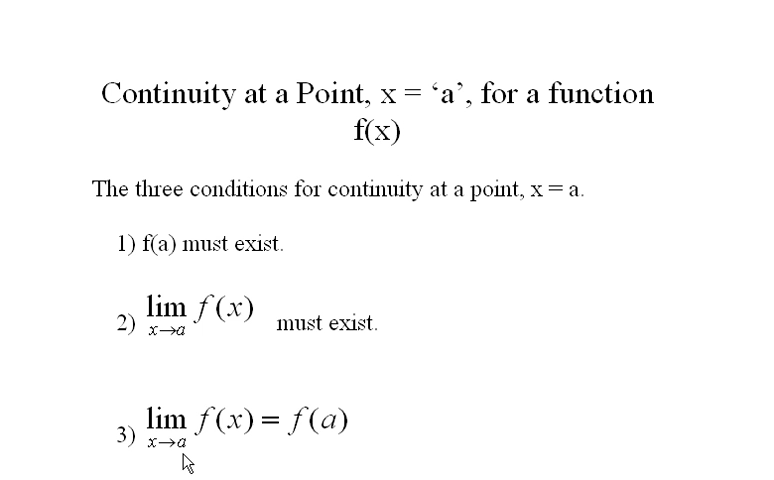 Continuity at a Point, x = ‘a’, for a function
f(x)
The three conditions for continuity at a point, x = a.
1) f(a) must exist.
2) lim x→a f(x) must exist.
3) lim x→a f(x) = f(a)